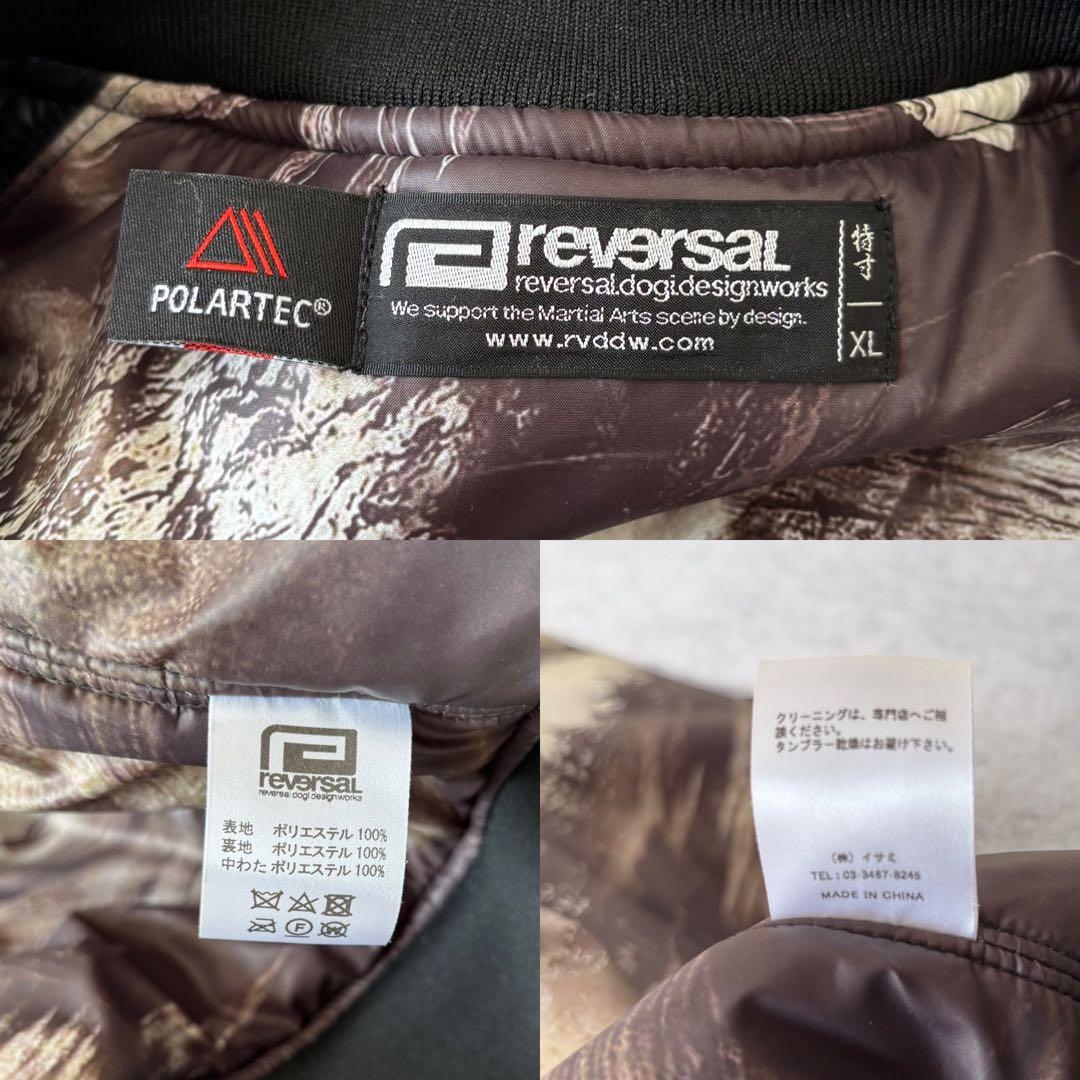 POLARTEC®
reversal
reversal.dogi.design.works
We support the Martial Arts scene by design.
www.rvddw.com
特寸
XL
reversal
reversal dogi design works
表地 ポリエステル 100%
裏地 ポリエステル 100%
中わた ポリエステル 100%
F
W
クリーニングは、専門店へご相
談ください。
タンブラー乾燥はお避け下さい。
(株) イサミ
TEL:03-3467-8245
MADE IN CHINA